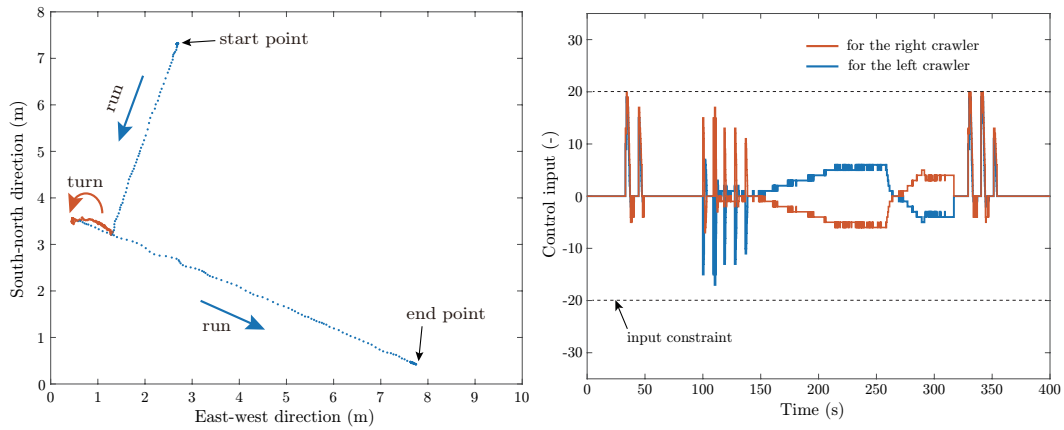 8
7
6
5
4
3
2
1
0
South-north direction (m)
start point
run
turn
run
end point
0 1 2 3 4 5 6 7 8 9 10
East-west direction (m)
30
20
10
0
-10
-20
-30
Control input (-)
for the right crawler
for the left crawler
input constraint
0 50 100 150 200 250 300 350 400
Time (s)